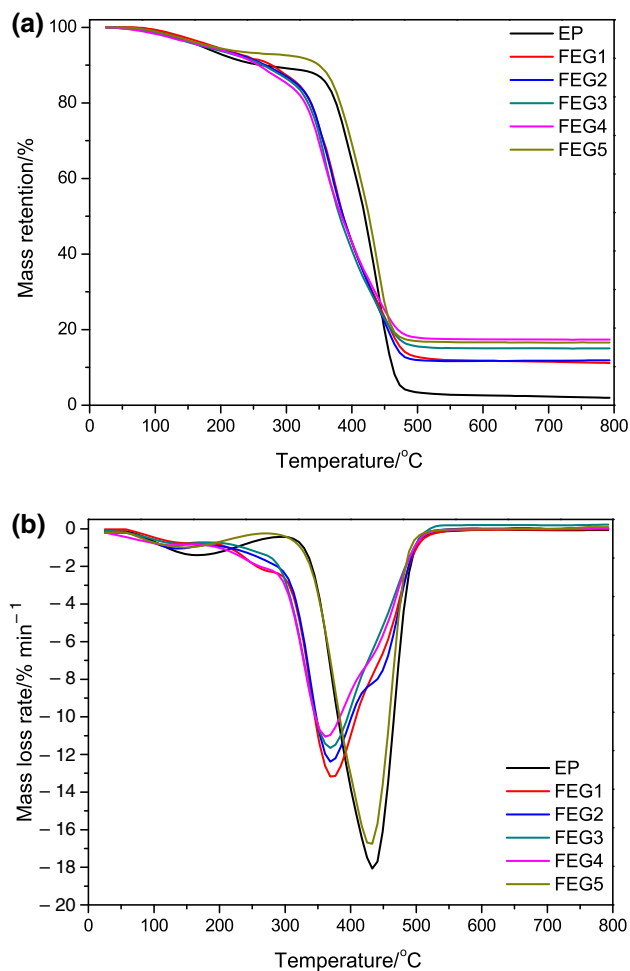 (a)
100
80
60
40
20
0
Mass retention/%
EP
FEG1
FEG2
FEG3
FEG4
FEG5
0 100 200 300 400 500 600 700 800
Temperature/°C
(b)
0
– 2
– 4
– 6
– 8
– 10
– 12
– 14
– 16
– 18
– 20
Mass loss rate/% min⁻¹
EP
FEG1
FEG2
FEG3
FEG4
FEG5
0 100 200 300 400 500 600 700 800
Temperature/°C